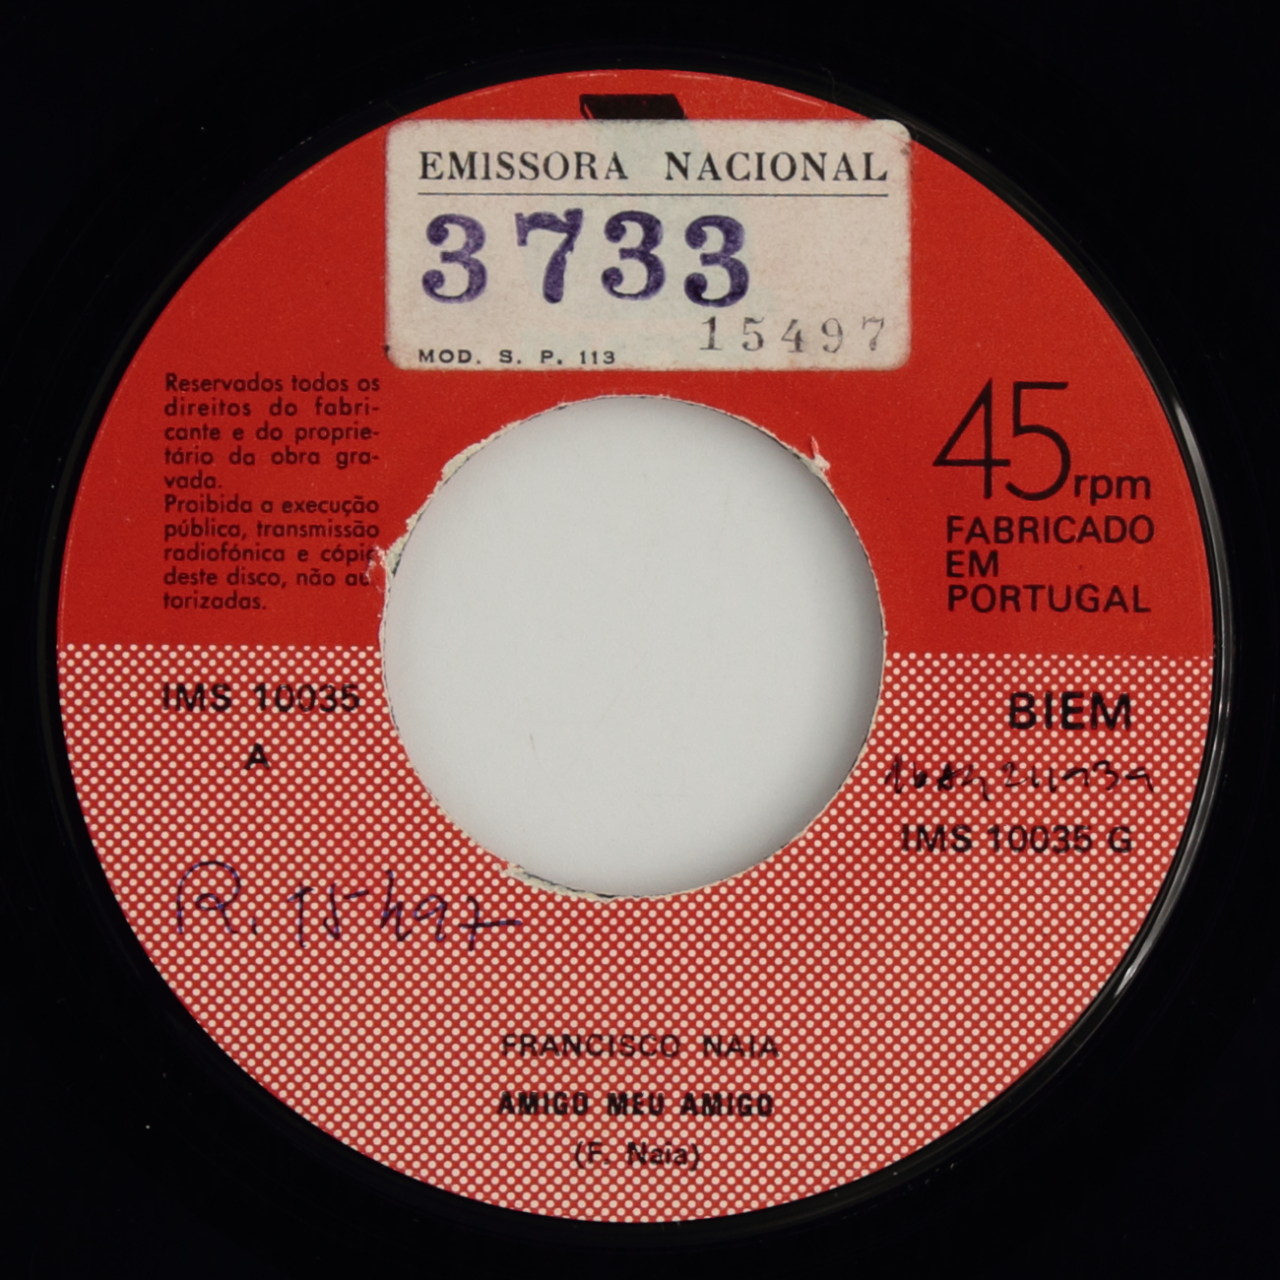 EMISSORA NACIONAL
3733
15497
MOD. S. P. 113
Reservados todos os
direitos do fabri-
cante e do proprie-
tário da obra gra-
vada.
Proibida a execução
pública, transmissão
radiofónica e cópia
deste disco, não au
torizadas.
45 rpm
FABRICADO
EM
PORTUGAL
IMS 10035
A
BIEM
IMS 10035 G
R. 15497
FRANCISCO NAIA
AMIGO MEU AMIGO
(F. Naia)